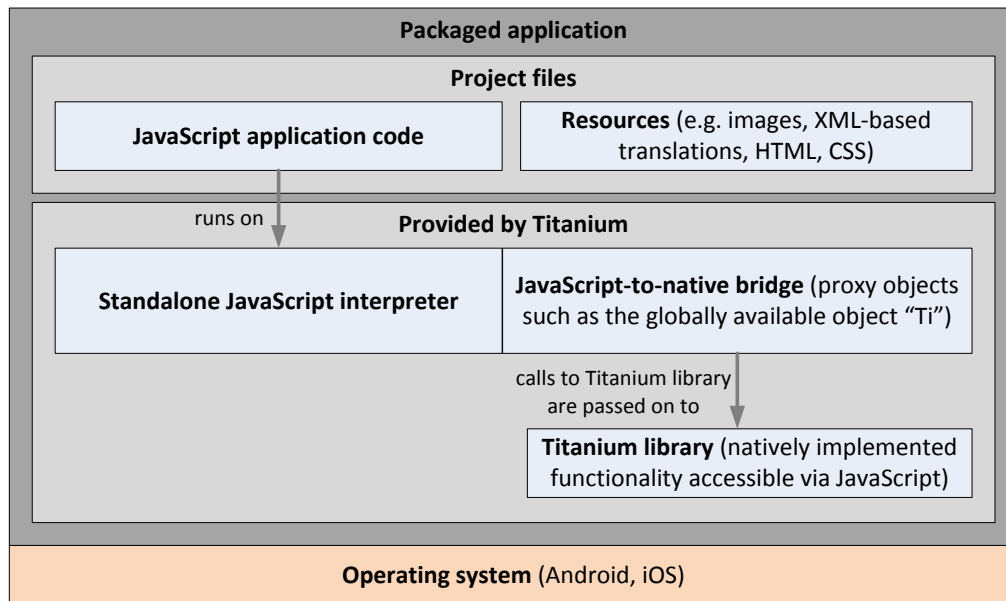 Packaged application
Project files
JavaScript application code
Resources (e.g. images, XML-based
translations, HTML, CSS)
runs on
Provided by Titanium
Standalone JavaScript interpreter
JavaScript-to-native bridge (proxy objects
such as the globally available object “Ti”)
calls to Titanium library
are passed on to
Titanium library (natively implemented
functionality accessible via JavaScript)
Operating system (Android, iOS)